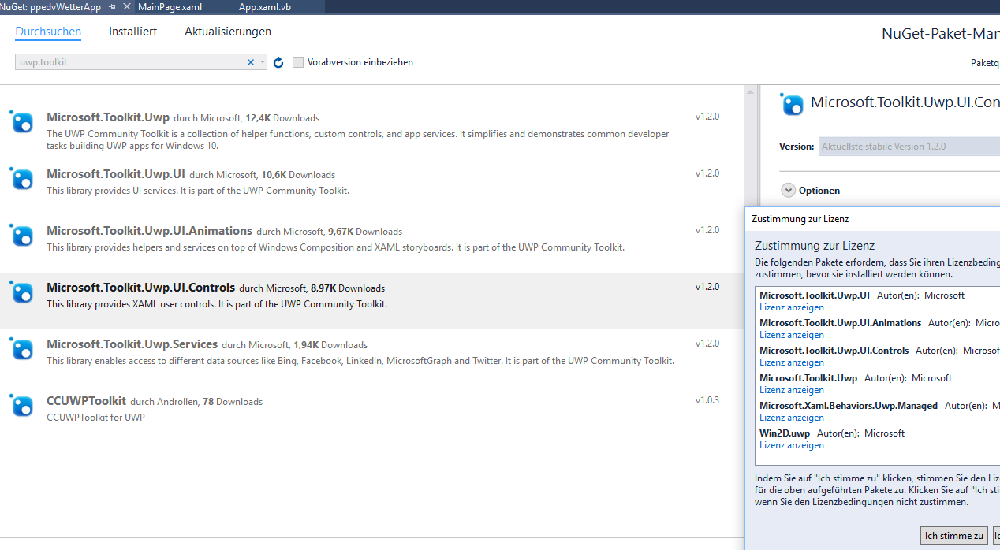 NuGet: ppedvWetterApp MainPage.xaml App.xaml.vb
Durchsuchen Installiert Aktualisierungen
NuGet-Paket-Man
uwp.toolkit Vorabversion einbeziehen
Paketq
Microsoft.Toolkit.Uwp durch Microsoft, 12,4K Downloads v1.2.0
The UWP Community Toolkit is a collection of helper functions, custom controls, and app services. It simplifies and demonstrates common developer
tasks building UWP apps for Windows 10.
Microsoft.Toolkit.Uwp.UI durch Microsoft, 10,6K Downloads v1.2.0
This library provides UI services. It is part of the UWP Community Toolkit.
Microsoft.Toolkit.Uwp.UI.Animations durch Microsoft, 9,67K Downloads v1.2.0
This library provides helpers and services on top of Windows Composition and XAML storyboards. It is part of the UWP Community Toolkit.
Microsoft.Toolkit.Uwp.UI.Controls durch Microsoft, 8,97K Downloads v1.2.0
This library provides XAML user controls. It is part of the UWP Community Toolkit.
Microsoft.Toolkit.Uwp.Services durch Microsoft, 1,94K Downloads v1.2.0
This library enables access to different data sources like Bing, Facebook, LinkedIn, MicrosoftGraph and Twitter. It is part of the UWP Community Toolkit.
CCUWPToolkit durch Androllen, 78 Downloads v1.0.3
CCUWPToolkit for UWP
Microsoft.Toolkit.Uwp.UI.Con
Version: Aktuellste stabile Version 1.2.0
Optionen
Zustimmung zur Lizenz
Zustimmung zur Lizenz
Die folgenden Pakete erfordern, dass Sie ihren Lizenzbeding
zustimmen, bevor sie installiert werden können.
Microsoft.Toolkit.Uwp.UI Autor(en): Microsoft
Lizenz anzeigen
Microsoft.Toolkit.Uwp.UI.Animations Autor(en): Micro
Lizenz anzeigen
Microsoft.Toolkit.Uwp.UI.Controls Autor(en): Microsof
Lizenz anzeigen
Microsoft.Toolkit.Uwp Autor(en): Microsoft
Lizenz anzeigen
Microsoft.Xaml.Behaviors.Uwp.Managed Autor(en): M
Lizenz anzeigen
Win2D.uwp Autor(en): Microsoft
Lizenz anzeigen
Indem Sie auf "Ich stimme zu" klicken, stimmen Sie den Liz
für die oben aufgeführten Pakete zu. Klicken Sie auf "Ich sti
wenn Sie den Lizenzbedingungen nicht zustimmen.
Ich stimme zu